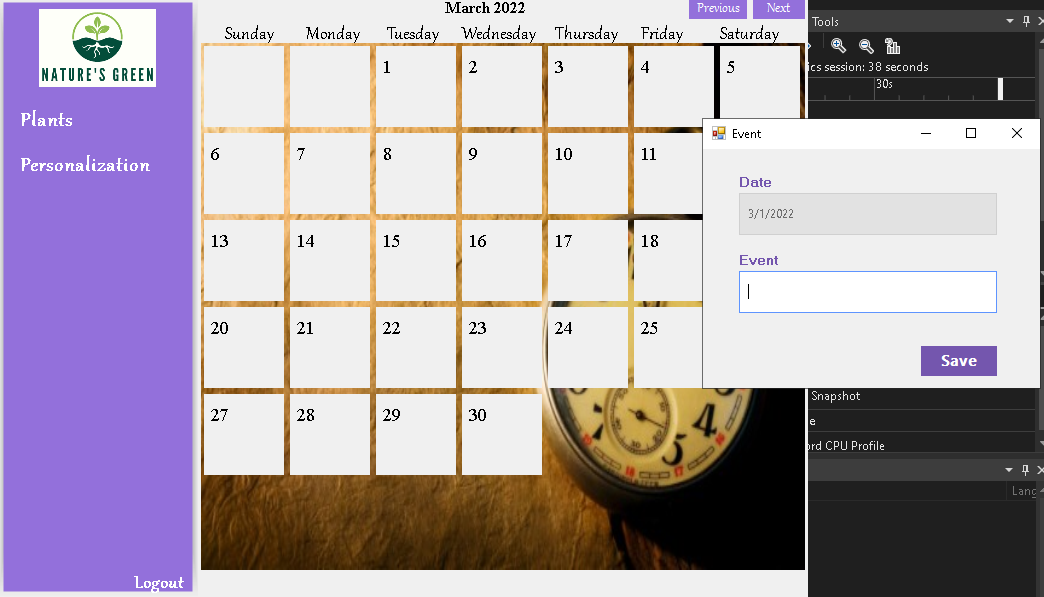 NATURE'S GREEN
Plants
Personalization
Logout
March 2022
Previous Next
Sunday Monday Tuesday Wednesday Thursday Friday Saturday
1 2 3 4 5
6 7 8 9 10 11
13 14 15 16 17 18
20 21 22 23 24 25
27 28 29 30
Tools
ics session: 38 seconds
30s
Event
Date
3/1/2022
Event
Save
Snapshot
e
ord CPU Profile
Lang